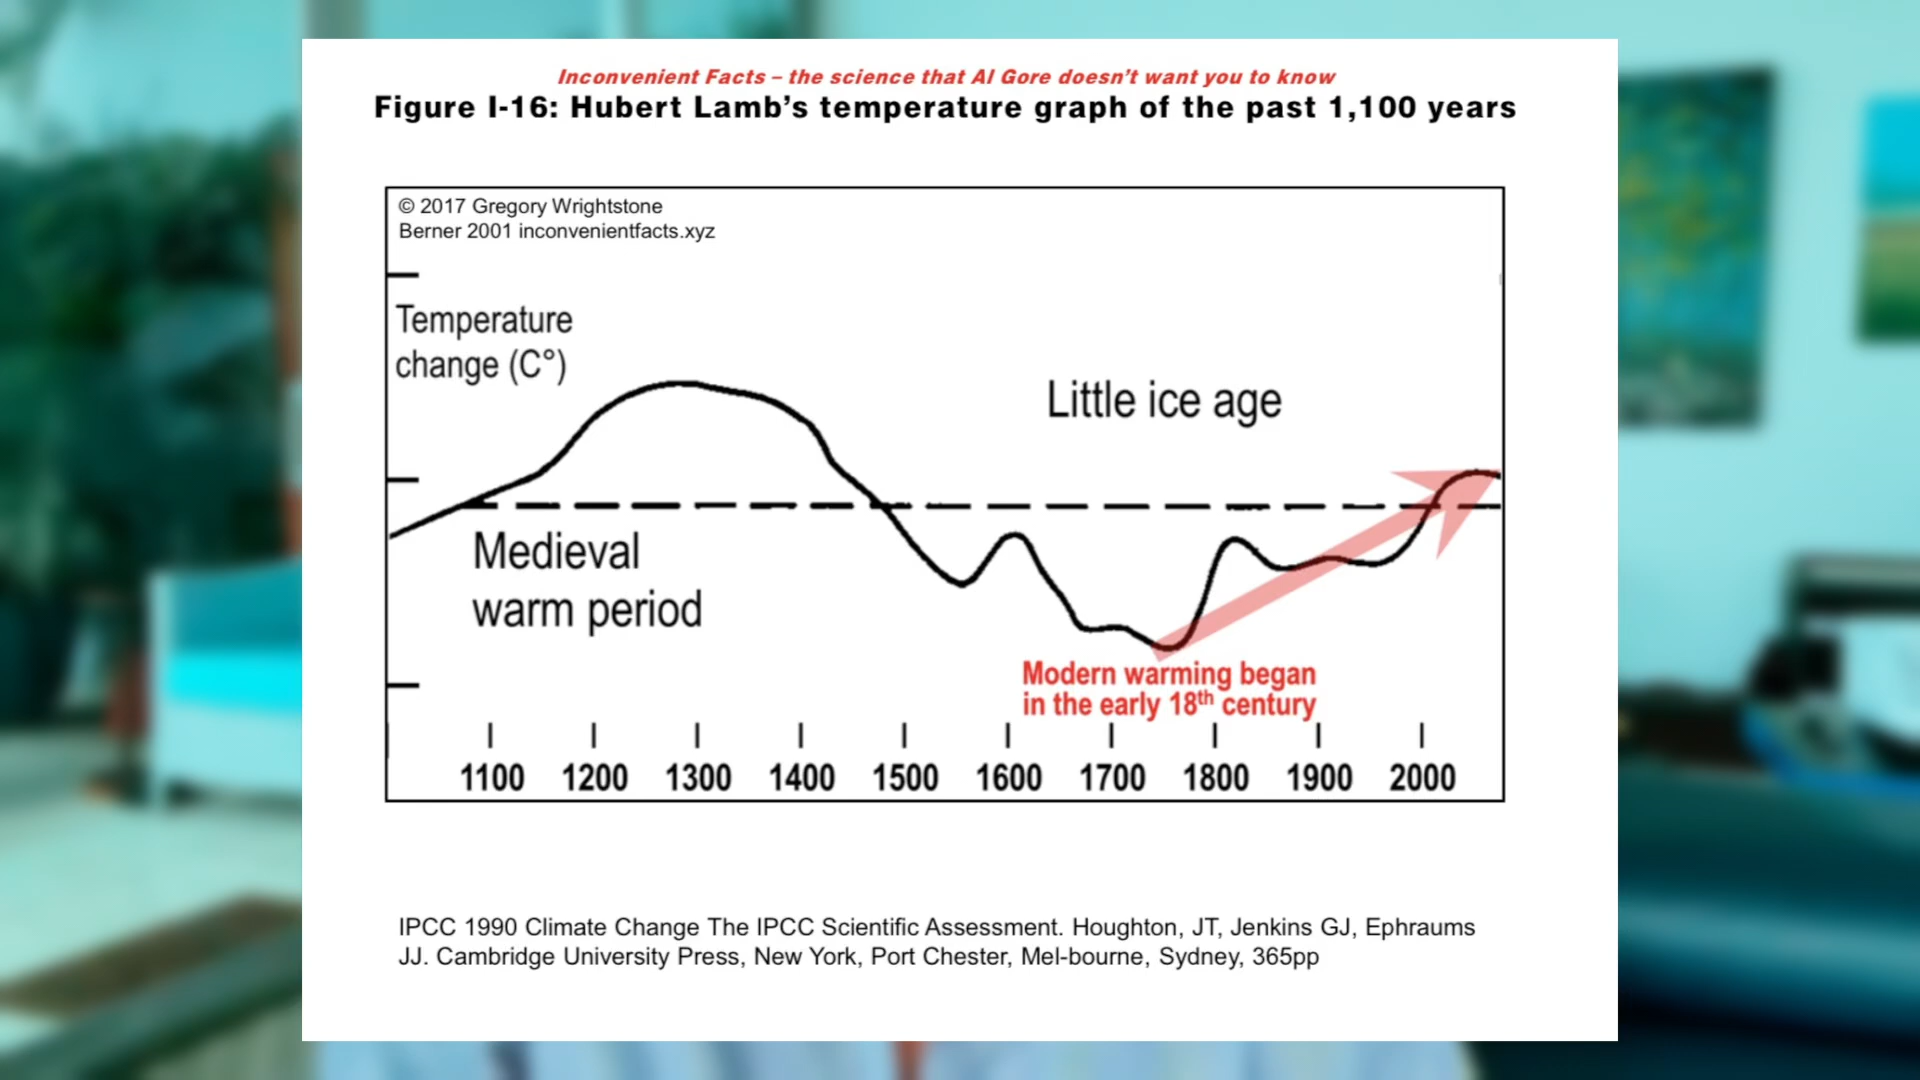 Inconvenient Facts – the science that Al Gore doesn't want you to know
Figure I-16: Hubert Lamb's temperature graph of the past 1,100 years
© 2017 Gregory Wrightstone
Berner 2001 inconvenientfacts.xyz
Temperature
change (C°)
Little ice age
Medieval
warm period
Modern warming began
in the early 18th century
1100 1200 1300 1400 1500 1600 1700 1800 1900 2000
IPCC 1990 Climate Change The IPCC Scientific Assessment. Houghton, JT, Jenkins GJ, Ephraums
JJ. Cambridge University Press, New York, Port Chester, Mel-bourne, Sydney, 365pp